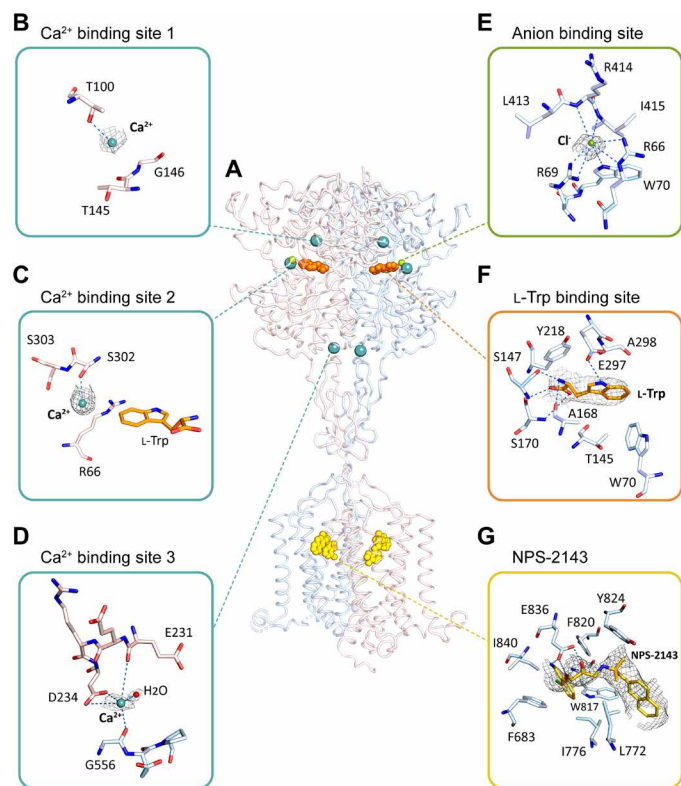 B
Ca²⁺ binding site 1
T100
Ca²⁺
G146
T145
E
Anion binding site
R414
L413
I415
Cl⁻
R66
R69
W70
A
C
Ca²⁺ binding site 2
S303
S302
Ca²⁺
L-Trp
R66
F
L-Trp binding site
Y218
A298
S147
E297
L-Trp
A168
S170
T145
W70
D
Ca²⁺ binding site 3
E231
H2O
D234
Ca²⁺
G556
G
NPS-2143
Y824
E836
F820
I840
NPS-2143
W817
F683
I776
L772